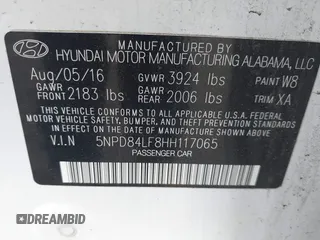 MANUFACTURED BY
HYUNDAI MOTOR MANUFACTURING ALABAMA, LLC
Aug/05/16 GVWR 3924 lbs PAINT W8
GAWR FRONT 2183 lbs GAWR REAR 2006 lbs TRIM XA
THIS VEHICLE CONFORMS TO ALL APPLICABLE U.S. FEDERAL
MOTOR VEHICLE SAFETY, BUMPER, AND THEFT PREVENTION
STANDARDS IN EFFECT ON THE DATE OF MANUFACTURE SHOWN ABOVE.
V.I.N 5NPD84LF8HH117065
PASSENGER CAR
© DIDABID.COM